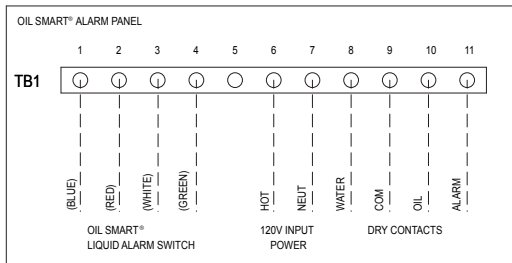 OIL SMART® ALARM PANEL
1 2 3 4 5 6 7 8 9 10 11
TB1
(BLUE)
(RED)
(WHITE)
(GREEN)
HOT
NEUT
WATER
COM
OIL
ALARM
OIL SMART®
LIQUID ALARM SWITCH
120V INPUT
POWER
DRY CONTACTS